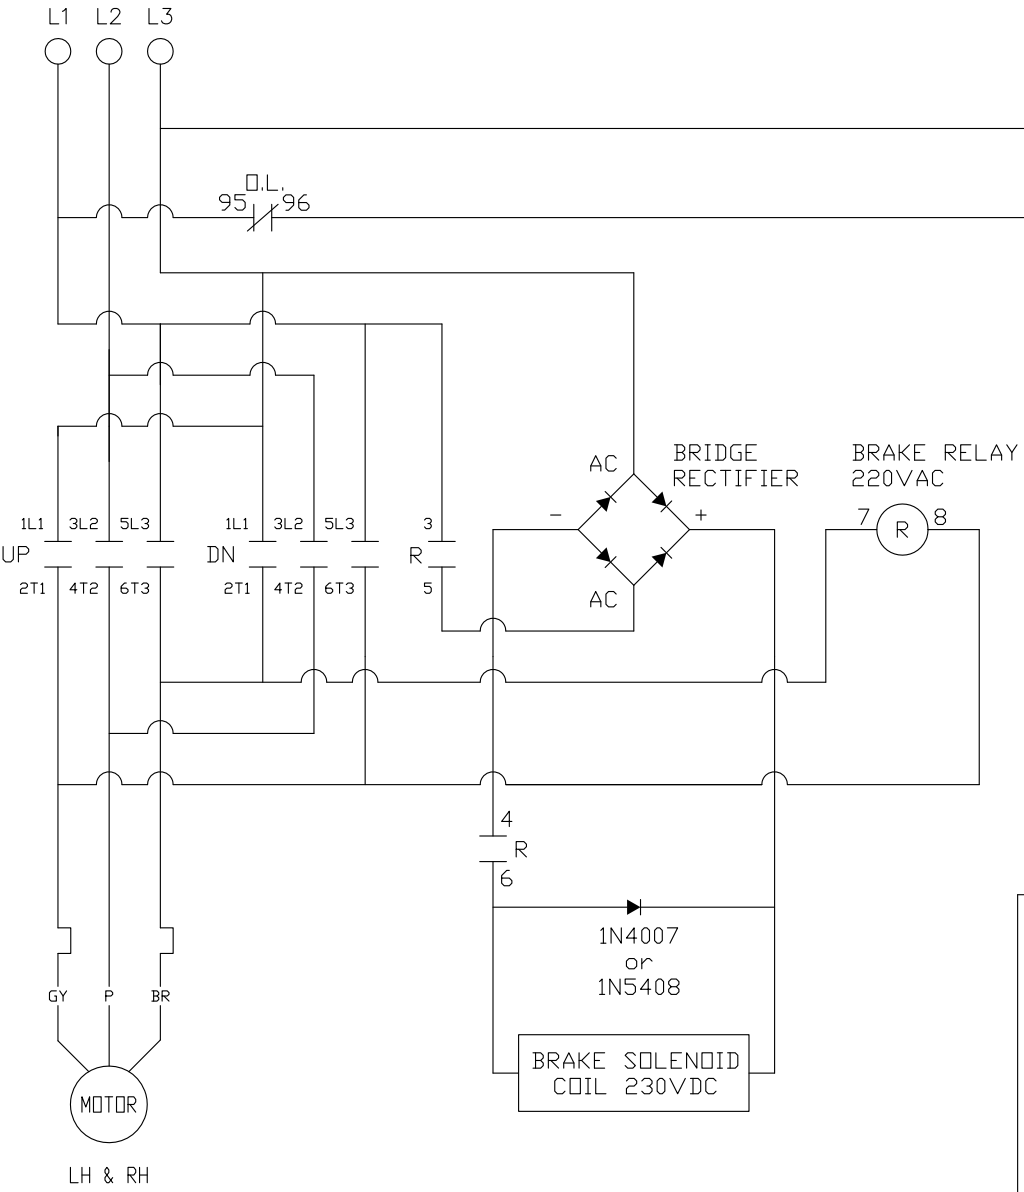 L1 L2 L3
O.L.
95 96
BRIDGE
RECTIFIER
AC
BRAKE RELAY
220VAC
- +
7 R 8
1L1 3L2 5L3 1L1 3L2 5L3 3
UP DN R
2T1 4T2 6T3 2T1 4T2 6T3 5
AC
4
R
6
1N4007
or
1N5408
GY P BR
BRAKE SOLENOID
COIL 230VDC
MOTOR
LH & RH